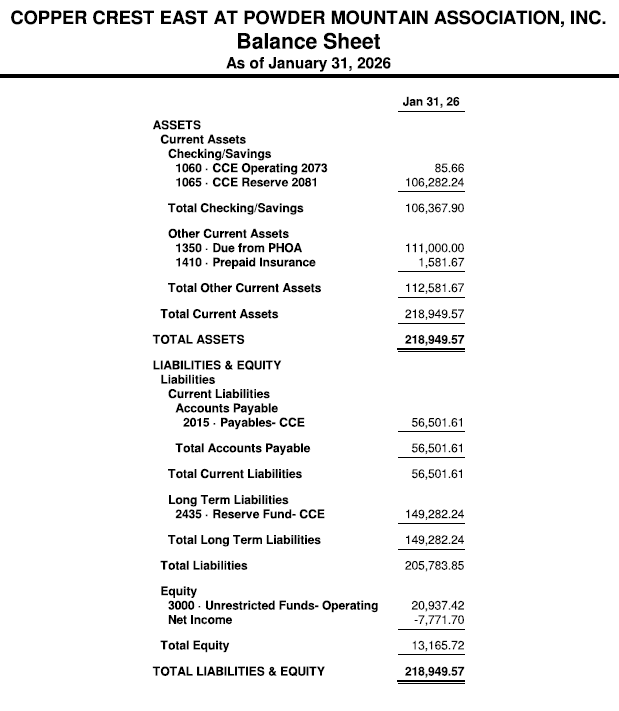 COPPER CREST EAST AT POWDER MOUNTAIN ASSOCIATION, INC.
Balance Sheet
As of January 31, 2026
Jan 31, 26
ASSETS
Current Assets
Checking/Savings
1060 · CCE Operating 2073 85.66
1065 · CCE Reserve 2081 106,282.24
Total Checking/Savings 106,367.90
Other Current Assets
1350 · Due from PHOA 111,000.00
1410 · Prepaid Insurance 1,581.67
Total Other Current Assets 112,581.67
Total Current Assets 218,949.57
TOTAL ASSETS 218,949.57
LIABILITIES & EQUITY
Liabilities
Current Liabilities
Accounts Payable
2015 · Payables- CCE 56,501.61
Total Accounts Payable 56,501.61
Total Current Liabilities 56,501.61
Long Term Liabilities
2435 · Reserve Fund- CCE 149,282.24
Total Long Term Liabilities 149,282.24
Total Liabilities 205,783.85
Equity
3000 · Unrestricted Funds- Operating 20,937.42
Net Income -7,771.70
Total Equity 13,165.72
TOTAL LIABILITIES & EQUITY 218,949.57